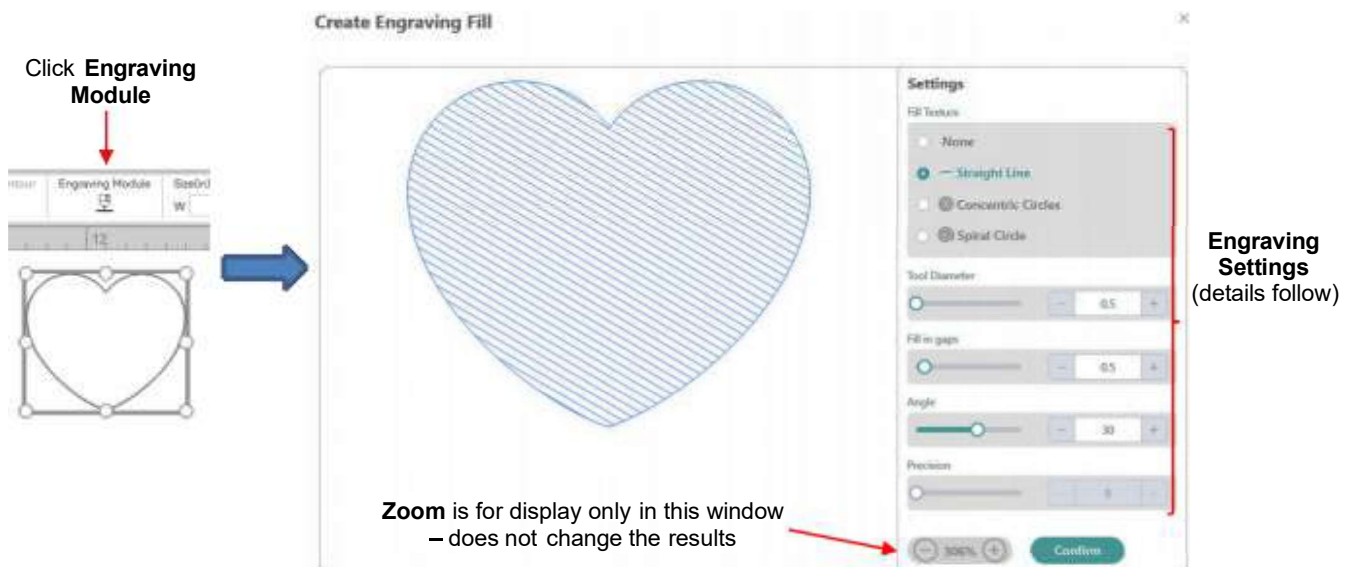 Create Engraving Fill
×
Click Engraving
Module
Engraving Module
W
12
Settings
Fill Texture
None
Straight Line
Concentric Circles
Spiral Circle
Tool Diameter
− 0.5 +
Fill in gaps
− 0.5 +
Angle
− 30 +
Precision
Engraving
Settings
(details follow)
Zoom is for display only in this window
– does not change the results
306%
Confirm